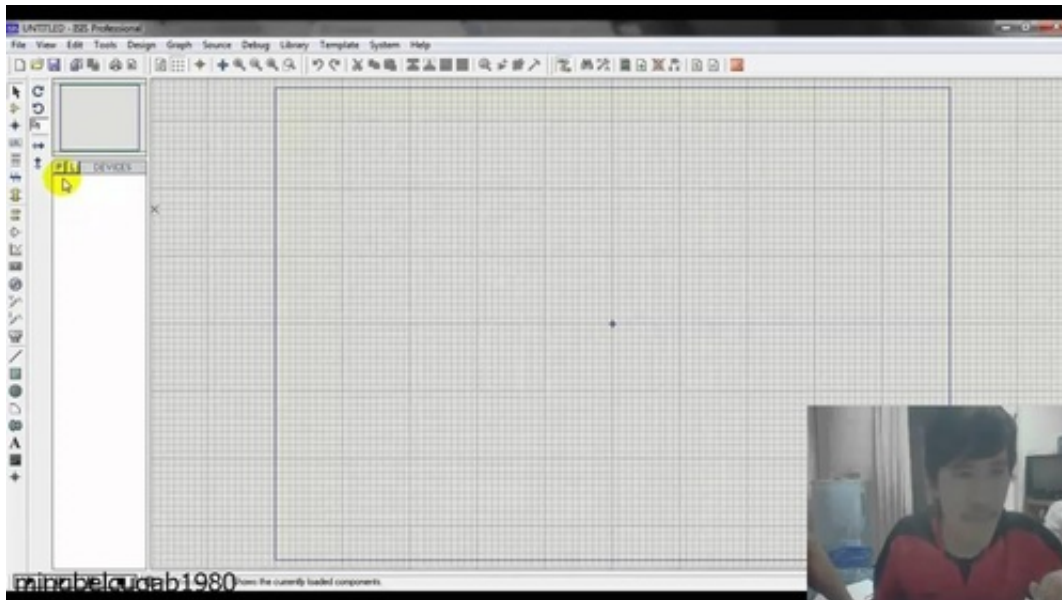 UNTITLED - ISIS Professional
File View Edit Tools Design Graph Source Debug Library Template System Help
P L DEVICES
A
Shows the currently loaded components.